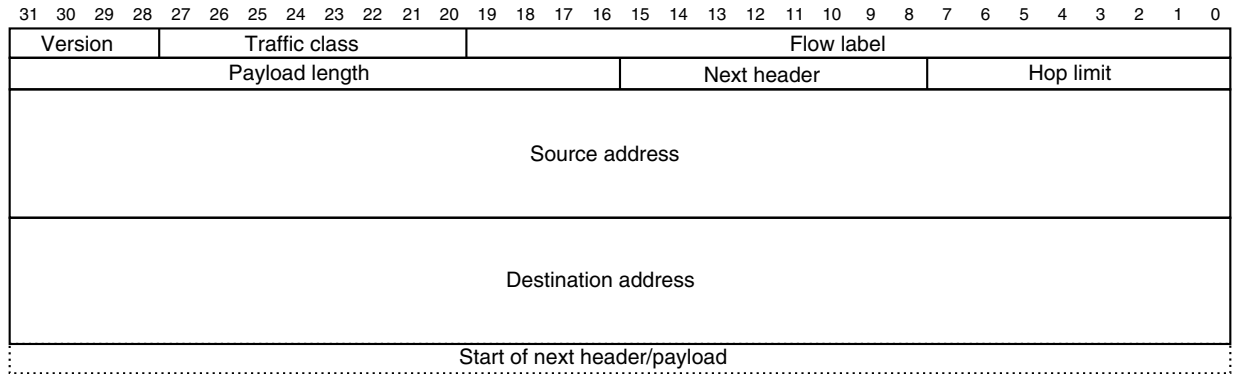 31 30 29 28 27 26 25 24 23 22 21 20 19 18 17 16 15 14 13 12 11 10 9 8 7 6 5 4 3 2 1 0
Version Traffic class Flow label
Payload length Next header Hop limit
Source address
Destination address
Start of next header/payload